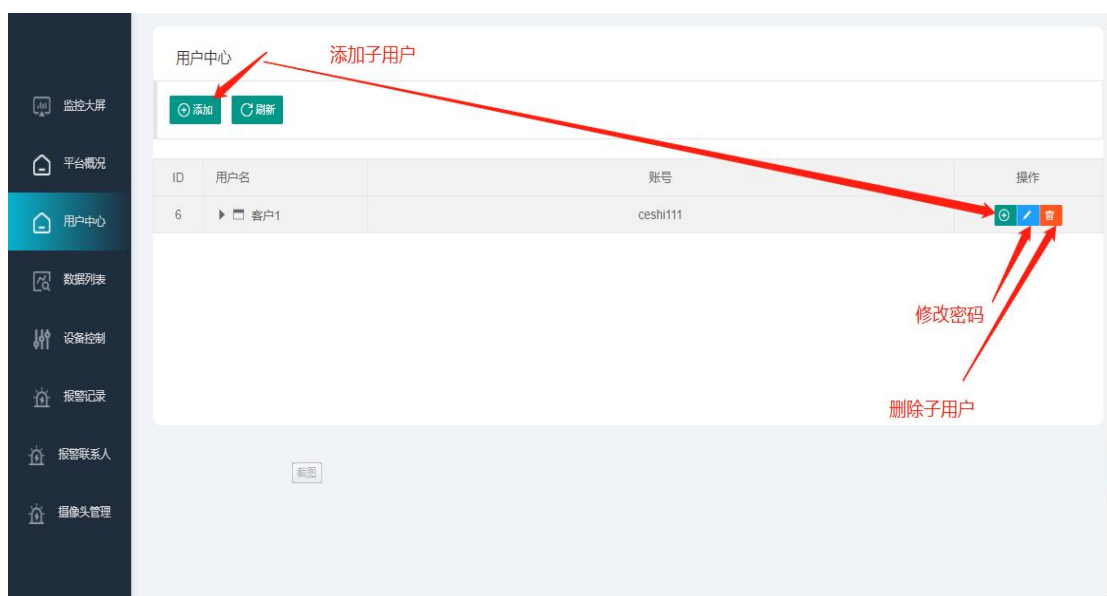 用户中心
添加子用户
监控大屏
添加
刷新
平台概况
ID 用户名 账号 操作
用户中心
6 客户1 ceshi111
数据列表
修改密码
设备控制
报警记录
删除子用户
报警联系人
截图
摄像头管理